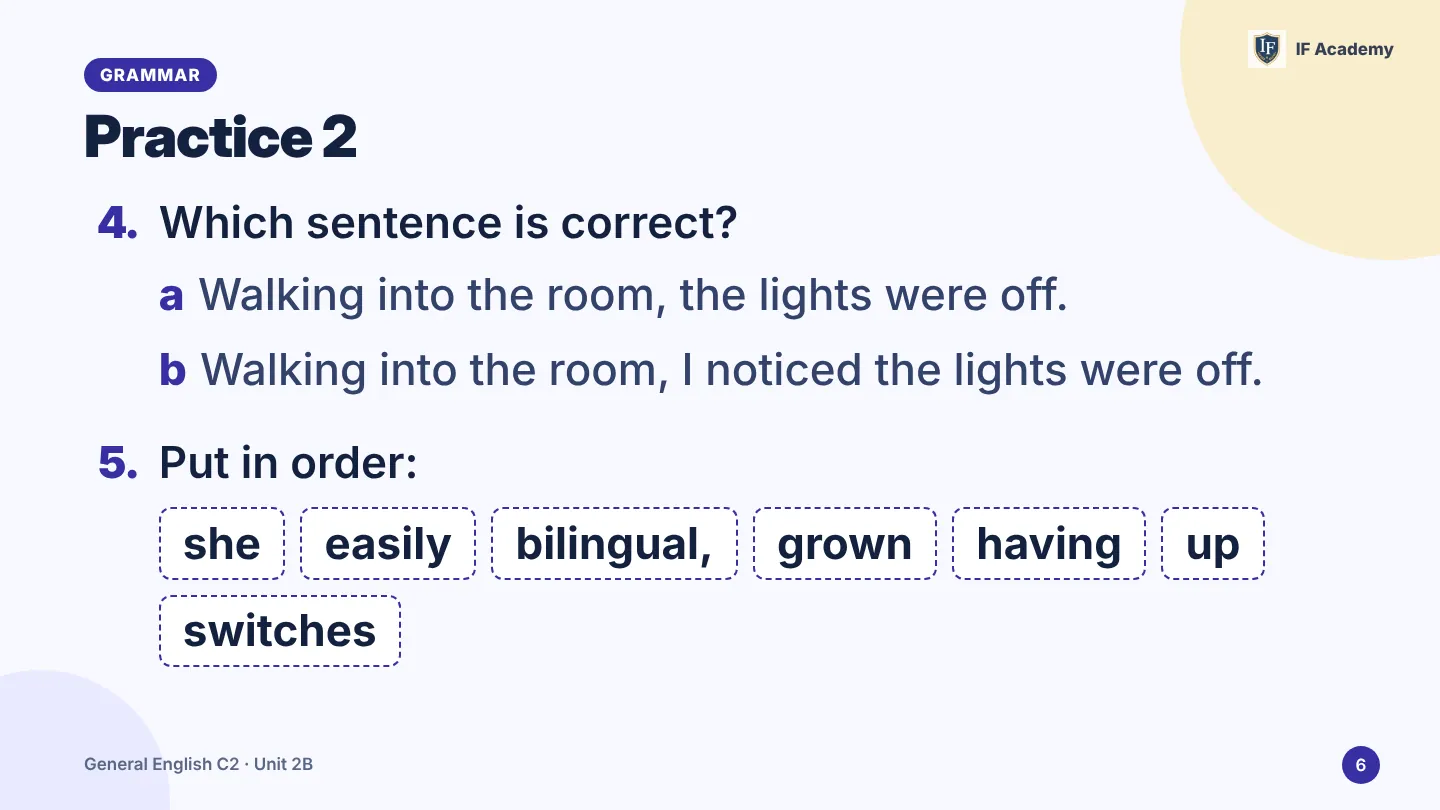 IF Academy
GRAMMAR
Practice 2
4. Which sentence is correct?
a Walking into the room, the lights were off.
b Walking into the room, I noticed the lights were off.
5. Put in order:
she easily bilingual, grown having up
switches
General English C2 · Unit 2B
6